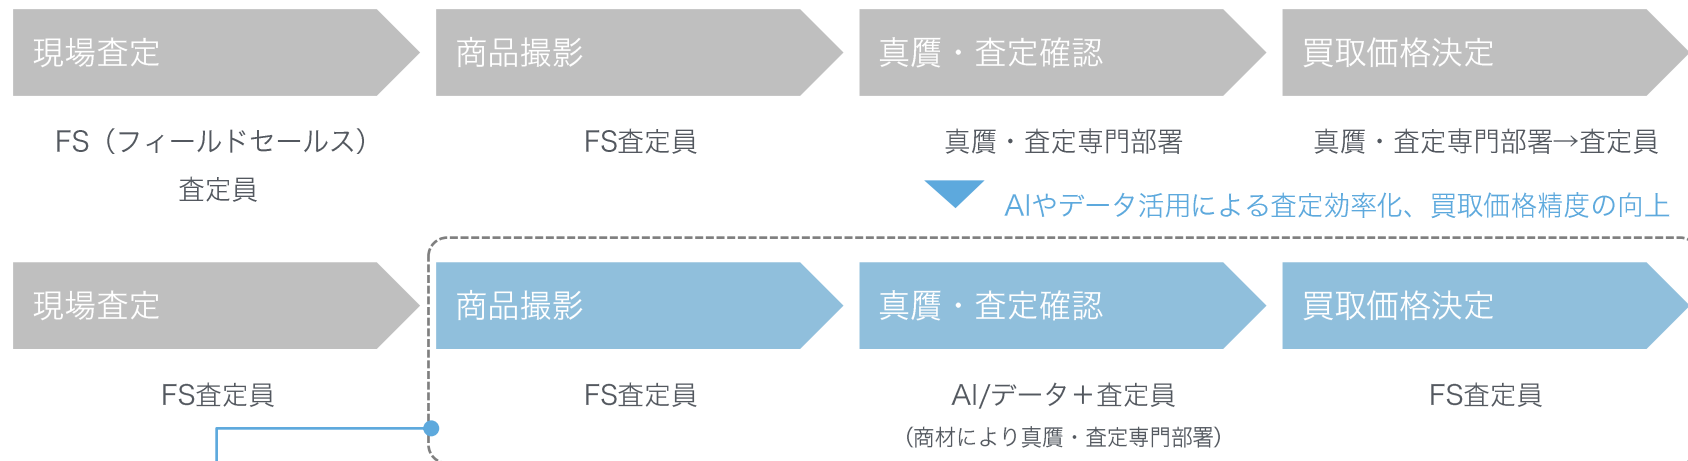 現場査定
商品撮影
真贋・査定確認
買取価格決定
FS（フィールドセールス）
査定員
FS査定員
真贋・査定専門部署
真贋・査定専門部署→査定員
AIやデータ活用による査定効率化、買取価格精度の向上
現場査定
商品撮影
真贋・査定確認
買取価格決定
FS査定員
FS査定員
AI/データ＋査定員
（商材により真贋・査定専門部署）
FS査定員